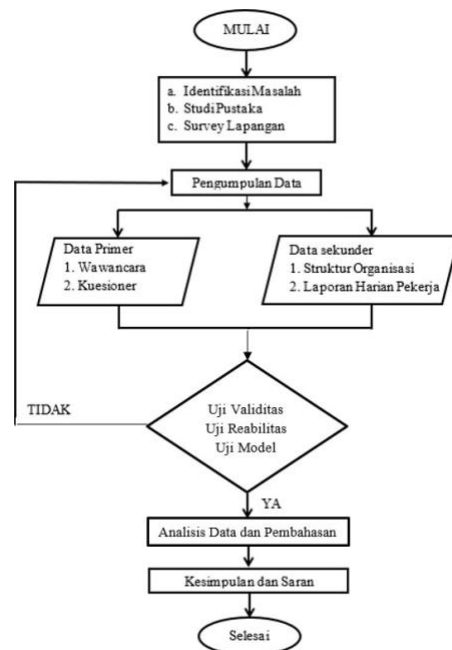 MULAI
a. Identifikasi Masalah
b. Studi Pustaka
c. Survey Lapangan
Pengumpulan Data
Data Primer
1. Wawancara
2. Kuesioner
Data sekunder
1. Struktur Organisasi
2. Laporan Harian Pekerja
TIDAK
Uji Validitas
Uji Reabilitas
Uji Model
YA
Analisis Data dan Pembahasan
Kesimpulan dan Saran
Selesai